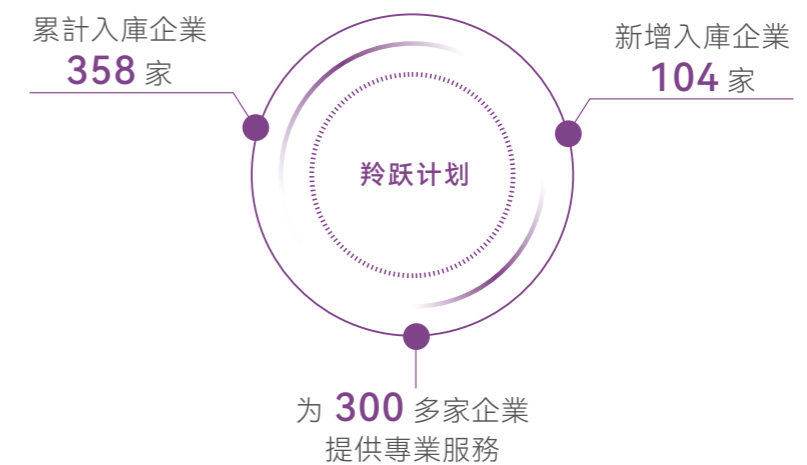 累計入庫企業
358 家
新增入庫企業
104 家
羚跃计划
为 300 多家企業
提供專業服務